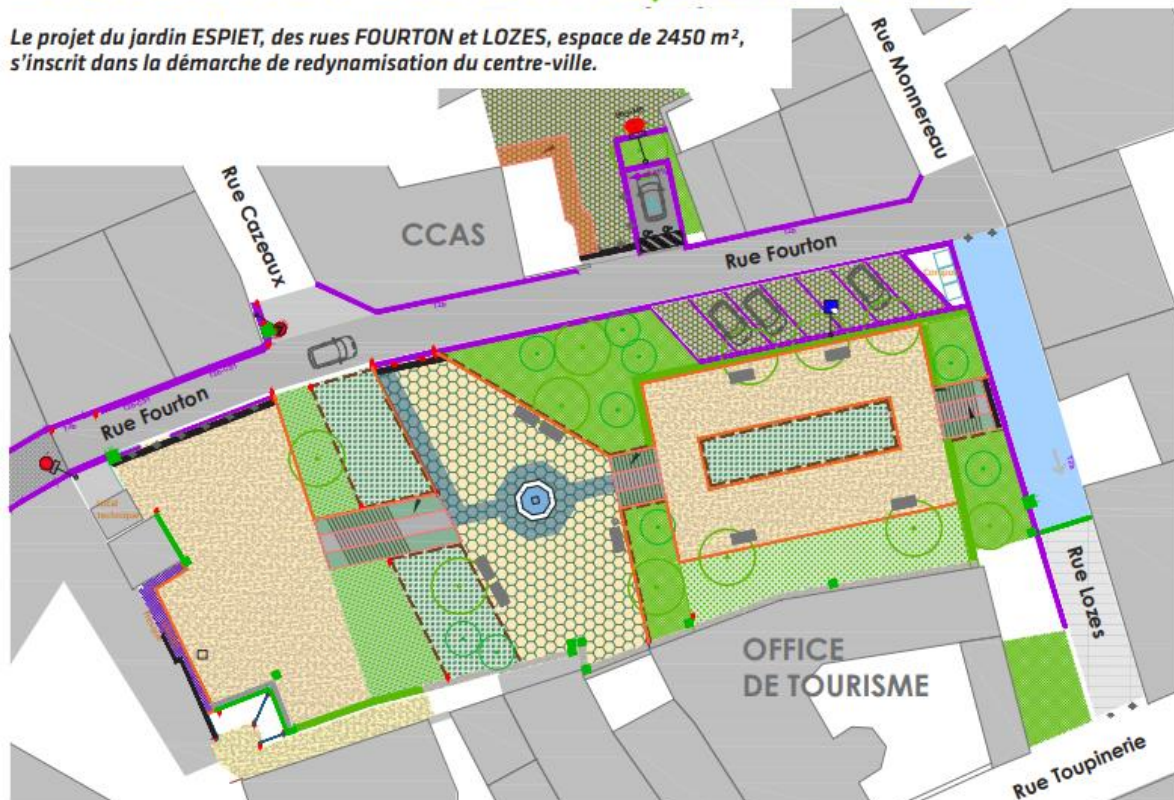 Le projet du jardin ESPIET, des rues FOURTON et LOZES, espace de 2450 m²,
s'inscrit dans la démarche de redynamisation du centre-ville.
Rue Monnereau
Rue Cazeaux
CCAS
Rue Fourton
Rue Fourton
Rue Lozes
OFFICE
DE TOURISME
Rue Toupinerie